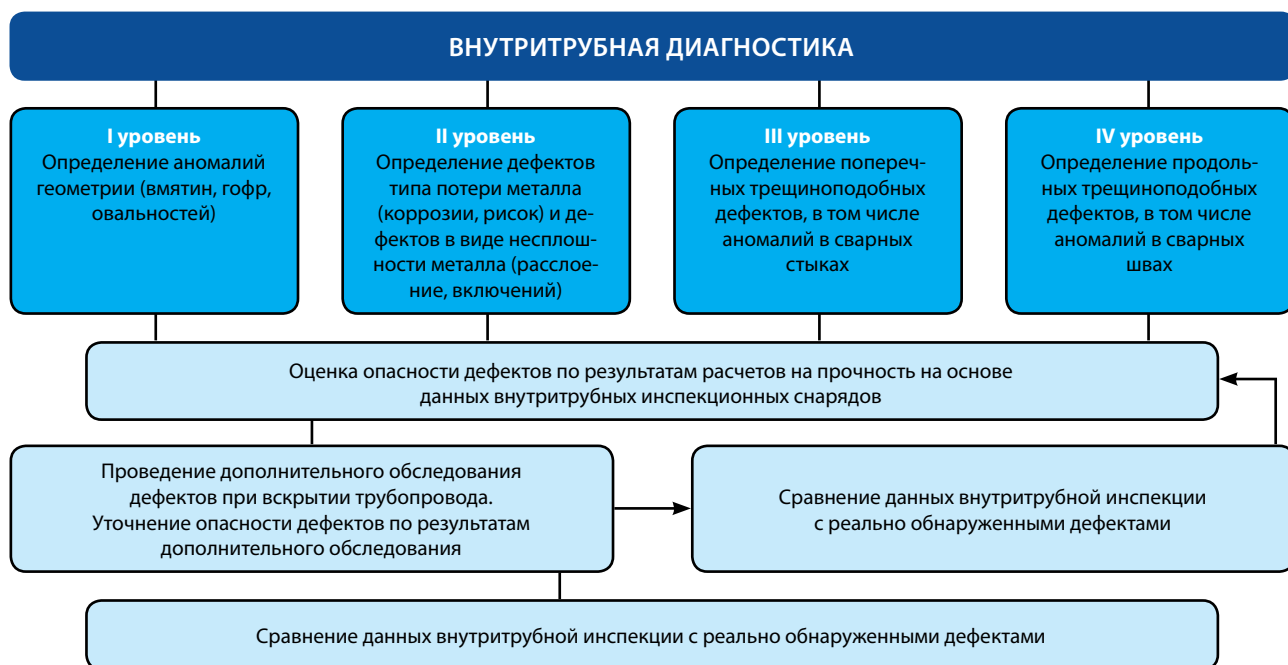 ВНУТРИТРУБНАЯ ДИАГНОСТИКА
I уровень
Определение аномалий
геометрии (вмятин, гофр,
овальностей)
II уровень
Определение дефектов
типа потери металла
(коррозии, рисок) и де-
фектов в виде несплош-
ности металла (расслое-
ние, включений)
III уровень
Определение попереч-
ных трещиноподобных
дефектов, в том числе
аномалий в сварных
стыках
IV уровень
Определение продоль-
ных трещиноподобных
дефектов, в том числе
аномалий в сварных
швах
Оценка опасности дефектов по результатам расчетов на прочность на основе
данных внутритрубных инспекционных снарядов
Проведение дополнительного обследования
дефектов при вскрытии трубопровода.
Уточнение опасности дефектов по результатам
дополнительного обследования
Сравнение данных внутритрубной инспекции
с реально обнаруженными дефектами
Сравнение данных внутритрубной инспекции с реально обнаруженными дефектами